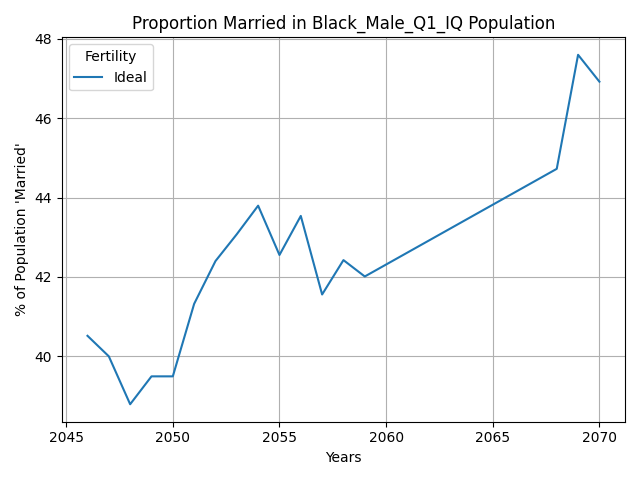 Proportion Married in Black_Male_Q1_IQ Population
48
46
44
42
40
% of Population 'Married'
Fertility
Ideal
2045 2050 2055 2060 2065 2070
Years